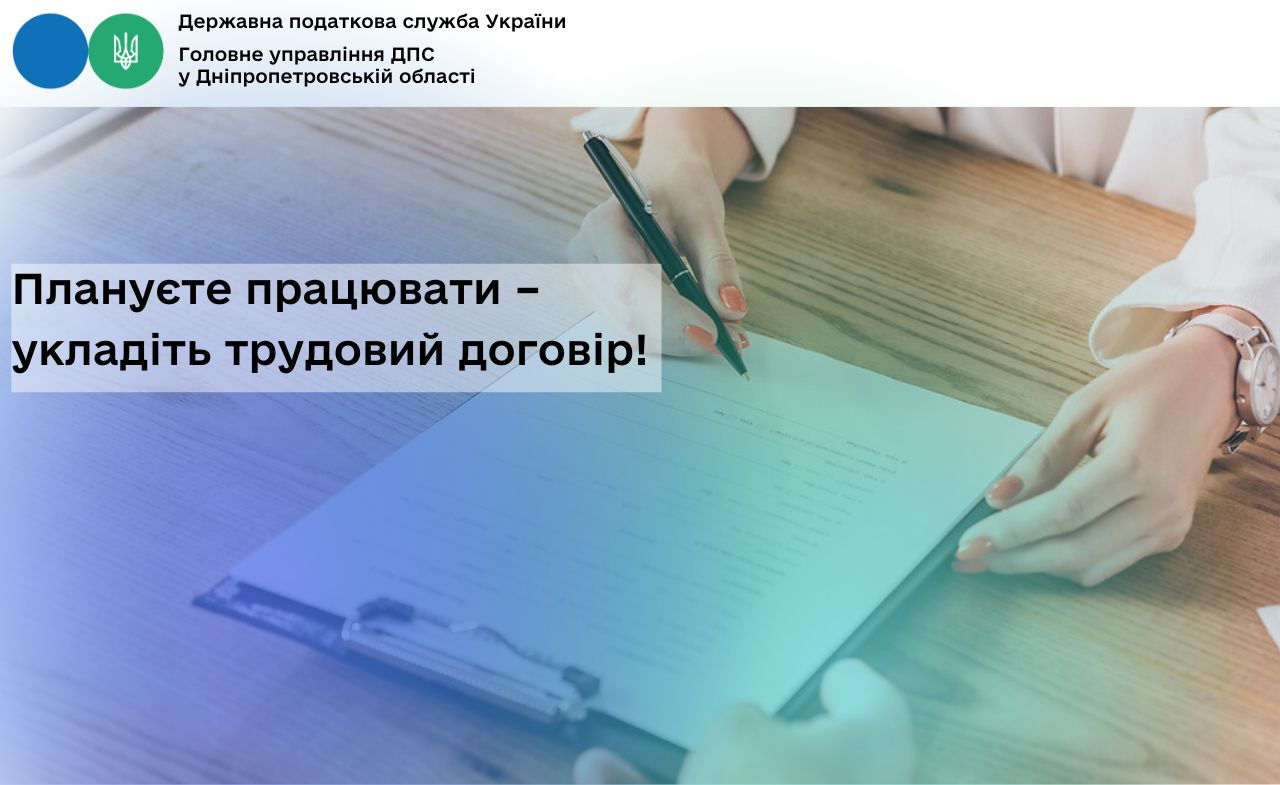 Державна податкова служба України
Головне управління ДПС
у Дніпропетровській області
Плануєте працювати –
укладіть трудовий договір!